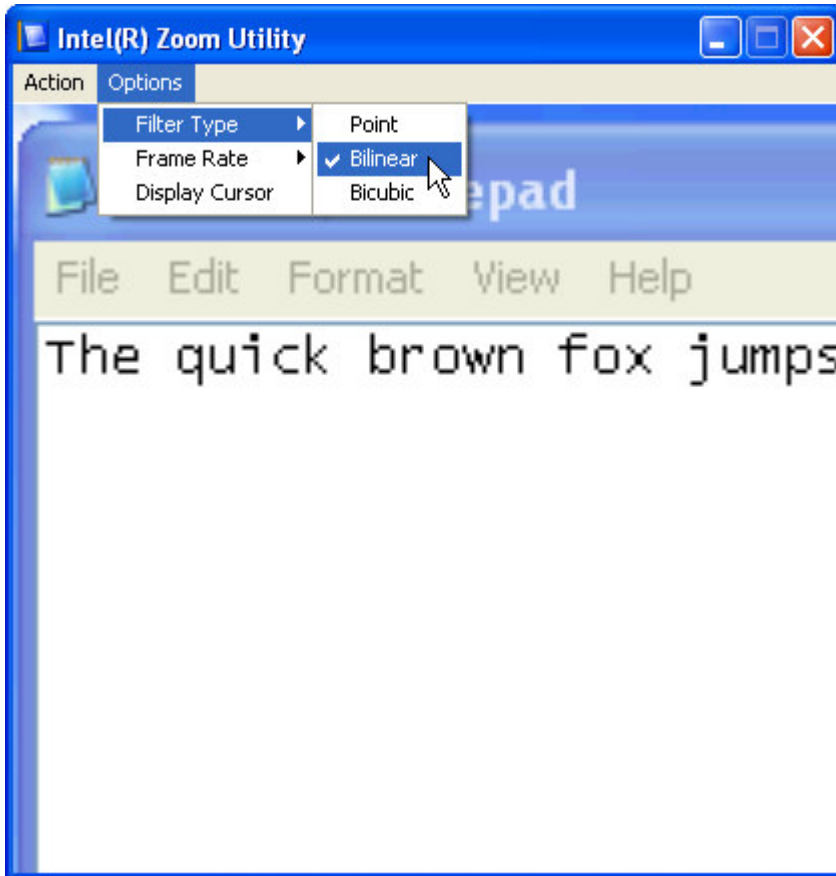 Intel(R) Zoom Utility
Action Options
Filter Type
Frame Rate
Display Cursor
Point
Bilinear
Bicubic
File Edit Format View Help
The quick brown fox jumps